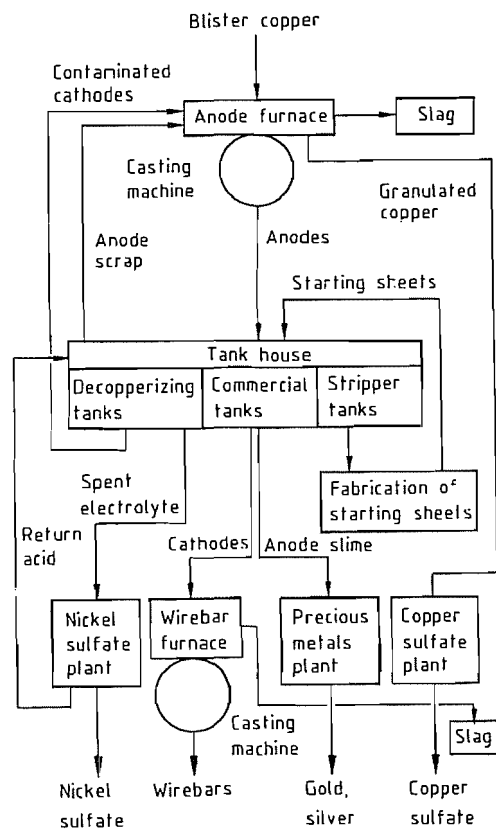 Blister copper
Contaminated
cathodes
Anode furnace
Slag
Casting
machine
Granulated
copper
Anode
scrap
Anodes
Starting sheets
Tank house
Decopperizing
tanks
Commercial
tanks
Stripper
tanks
Spent
electrolyte
Fabrication of
starting sheets
Return
acid
Cathodes
Anode slime
Nickel
sulfate
plant
Wirebar
furnace
Precious
metals
plant
Copper
sulfate
plant
Casting
machine
Slag
Nickel
sulfate
Wirebars
Gold,
silver
Copper
sulfate